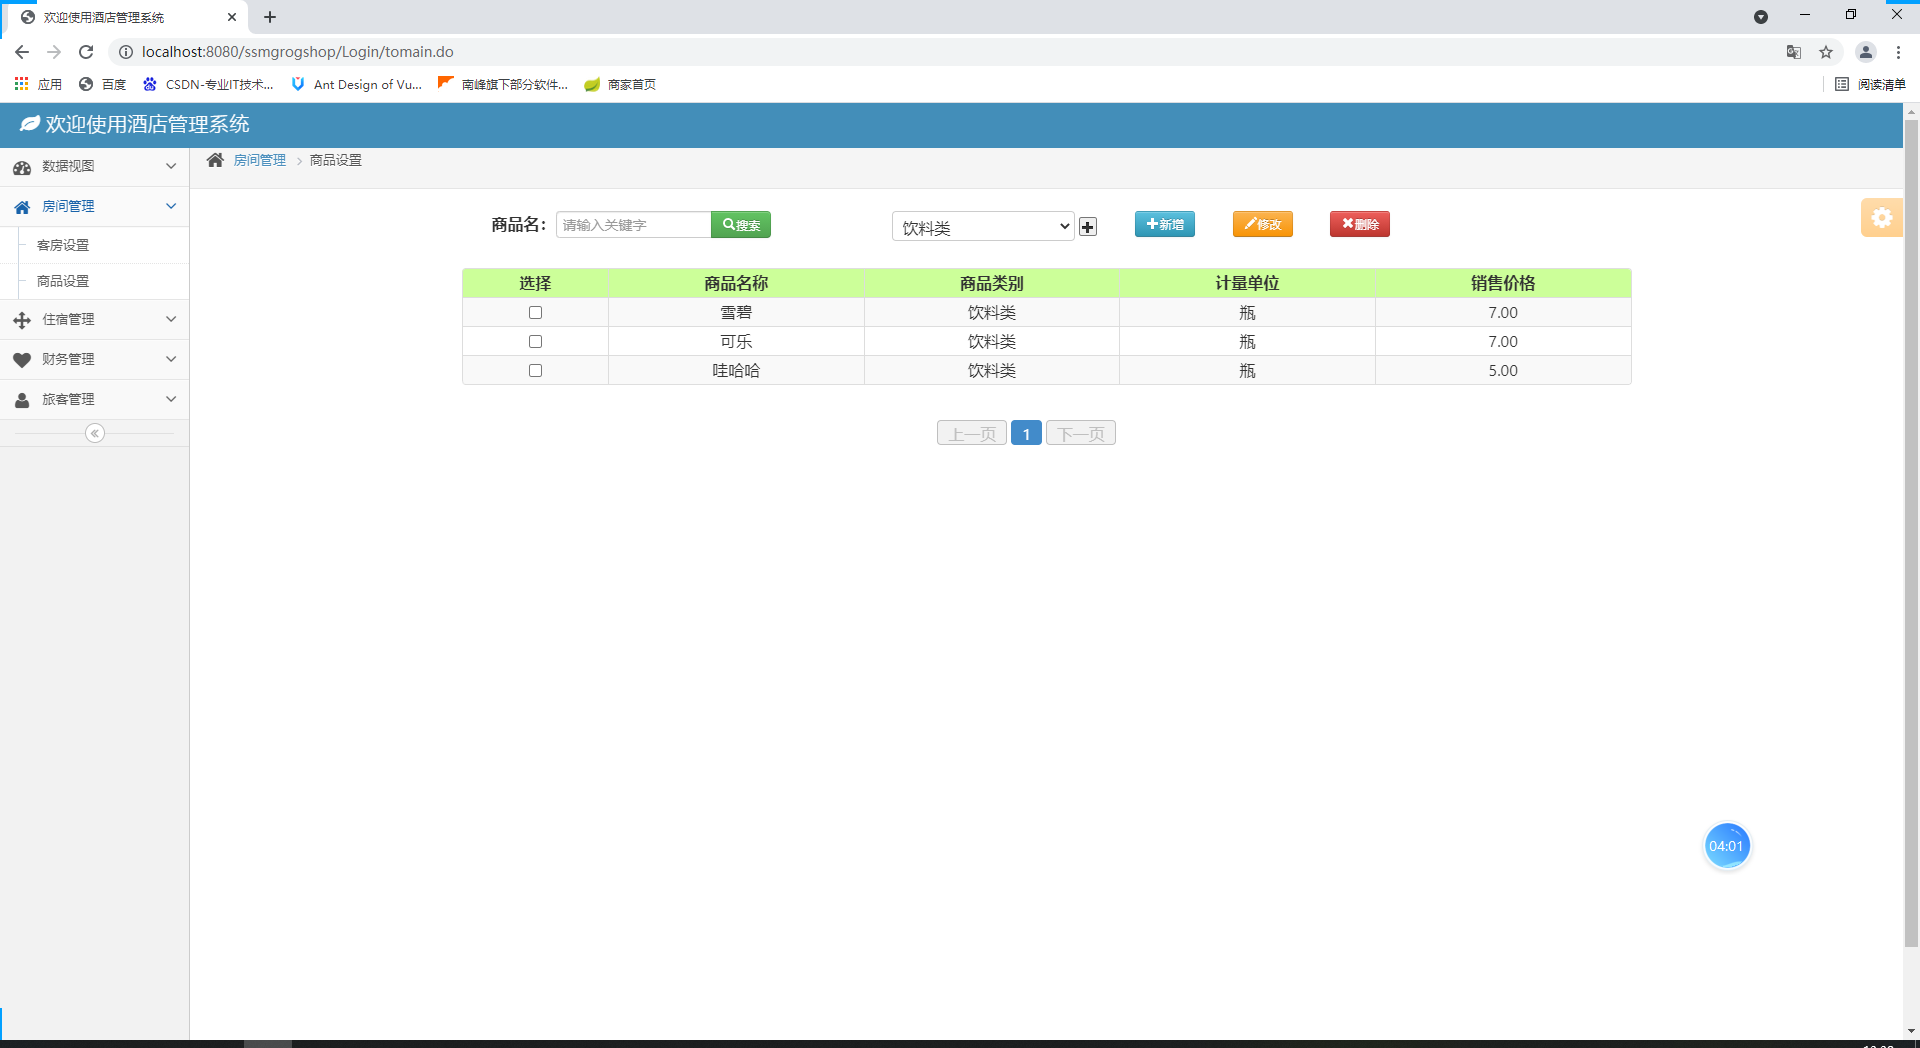 欢迎使用酒店管理系统
localhost:8080/ssmgrogshop/Login/tomain.do
应用 百度 CSDN-专业IT技术... Ant Design of Vu... 南峰旗下部分软件... 商家首页 阅读清单
欢迎使用酒店管理系统
数据视图
房间管理
客房设置
商品设置
住宿管理
财务管理
旅客管理
房间管理 商品设置
商品名: 请输入关键字 搜索 饮料类 新增 修改 删除
选择 商品名称 商品类别 计量单位 销售价格
雪碧 饮料类 瓶 7.00
可乐 饮料类 瓶 7.00
哇哈哈 饮料类 瓶 5.00
上一页 1 下一页
04:01